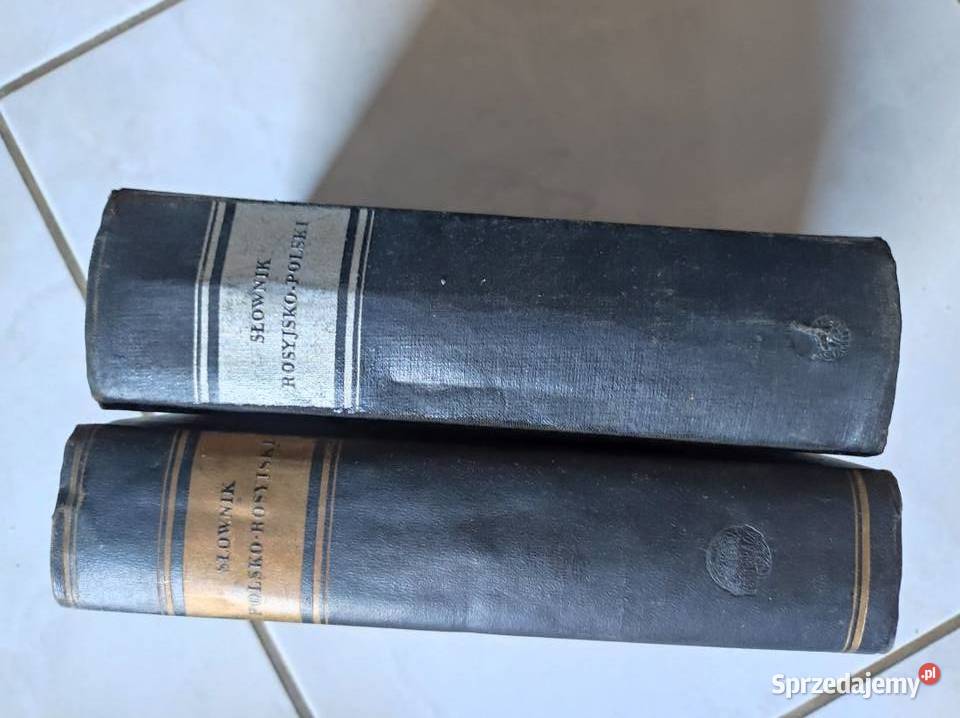 SŁOWNIK
ROSYJSKO-POLSKI
SŁOWNIK
POLSKO-ROSYJSKI
Sprzedajemy.pl